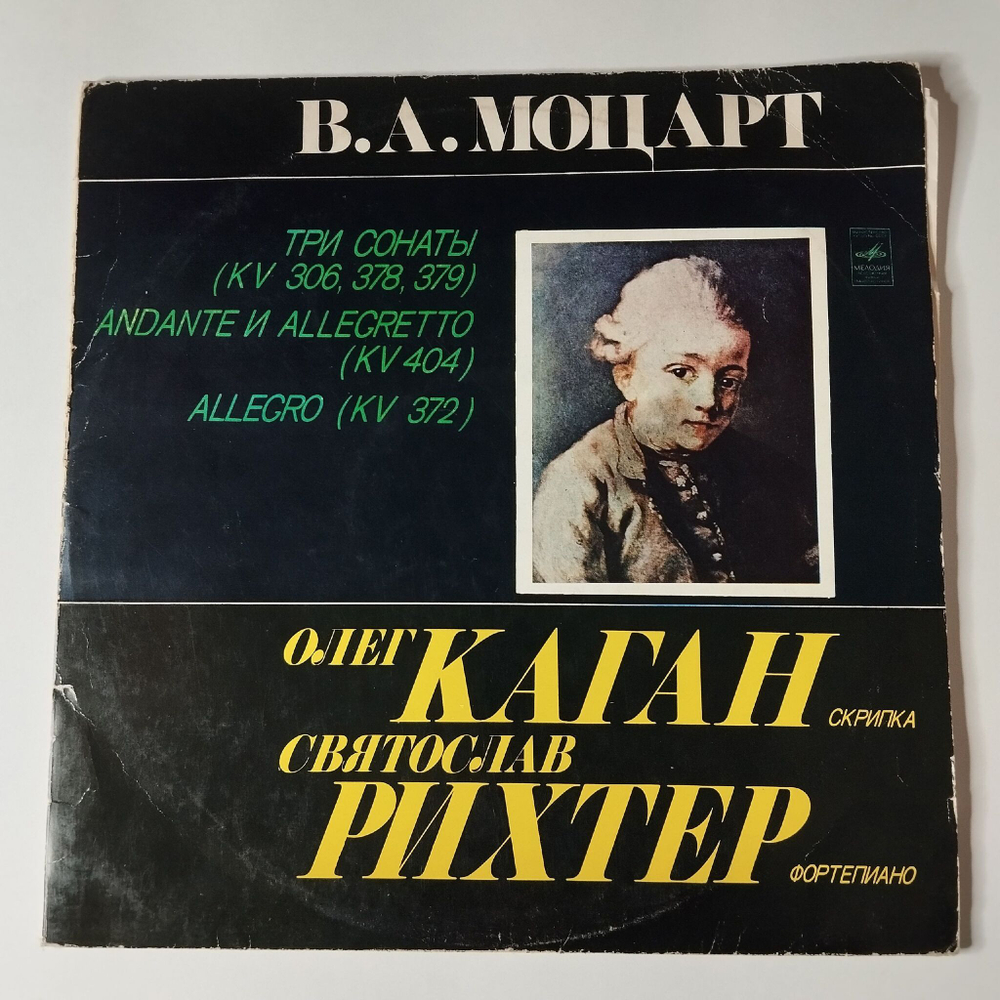 В.А.МОЦАРТ
ТРИ СОНАТЫ
(KV 306, 378, 379)
ANDANTE И ALLEGRETTO
(KV 404)
ALLEGRO (KV 372)
МЕЛОДИЯ
ОЛЕГ КАГАН СКРИПКА
СВЯТОСЛАВ
РИХТЕР ФОРТЕПИАНО